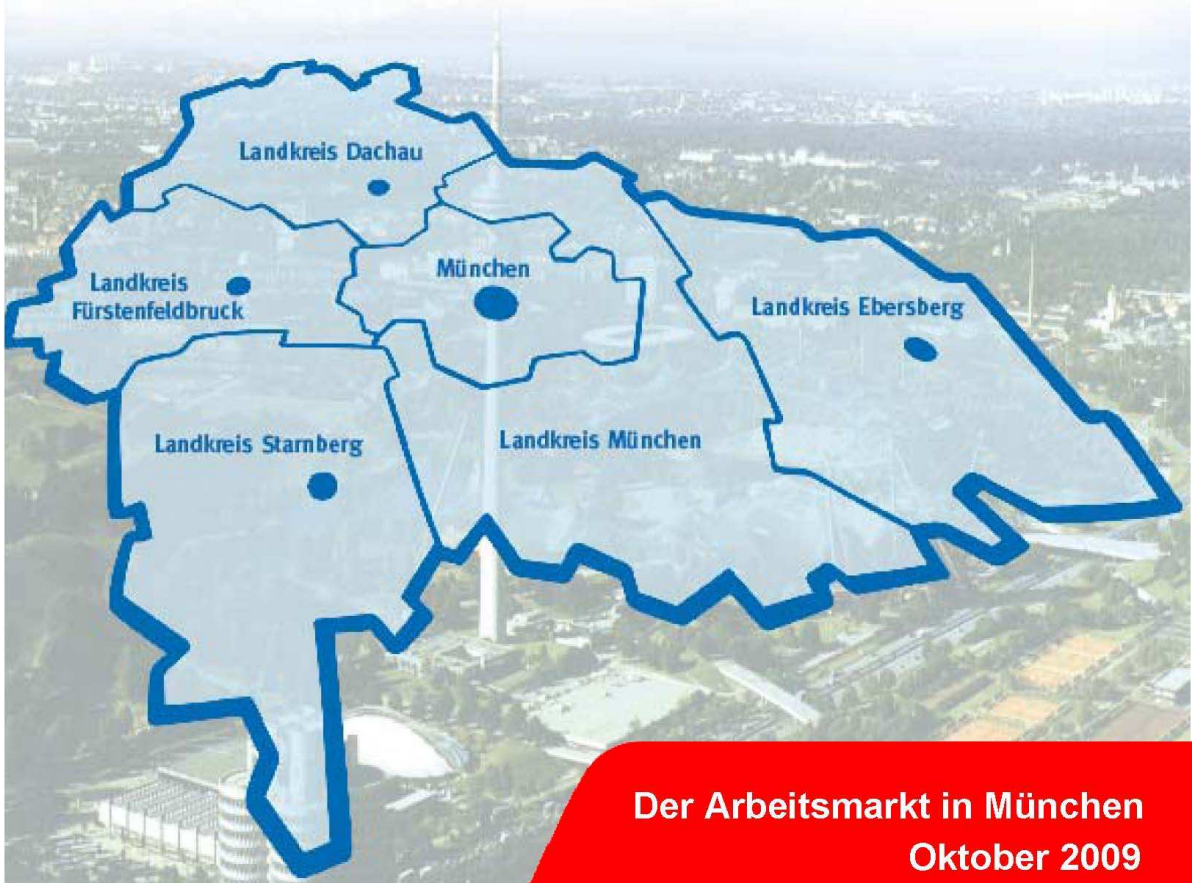 Landkreis Dachau
Landkreis
Fürstenfeldbruck
München
Landkreis Ebersberg
Landkreis Starnberg
Landkreis München
Der Arbeitsmarkt in München
Oktober 2009